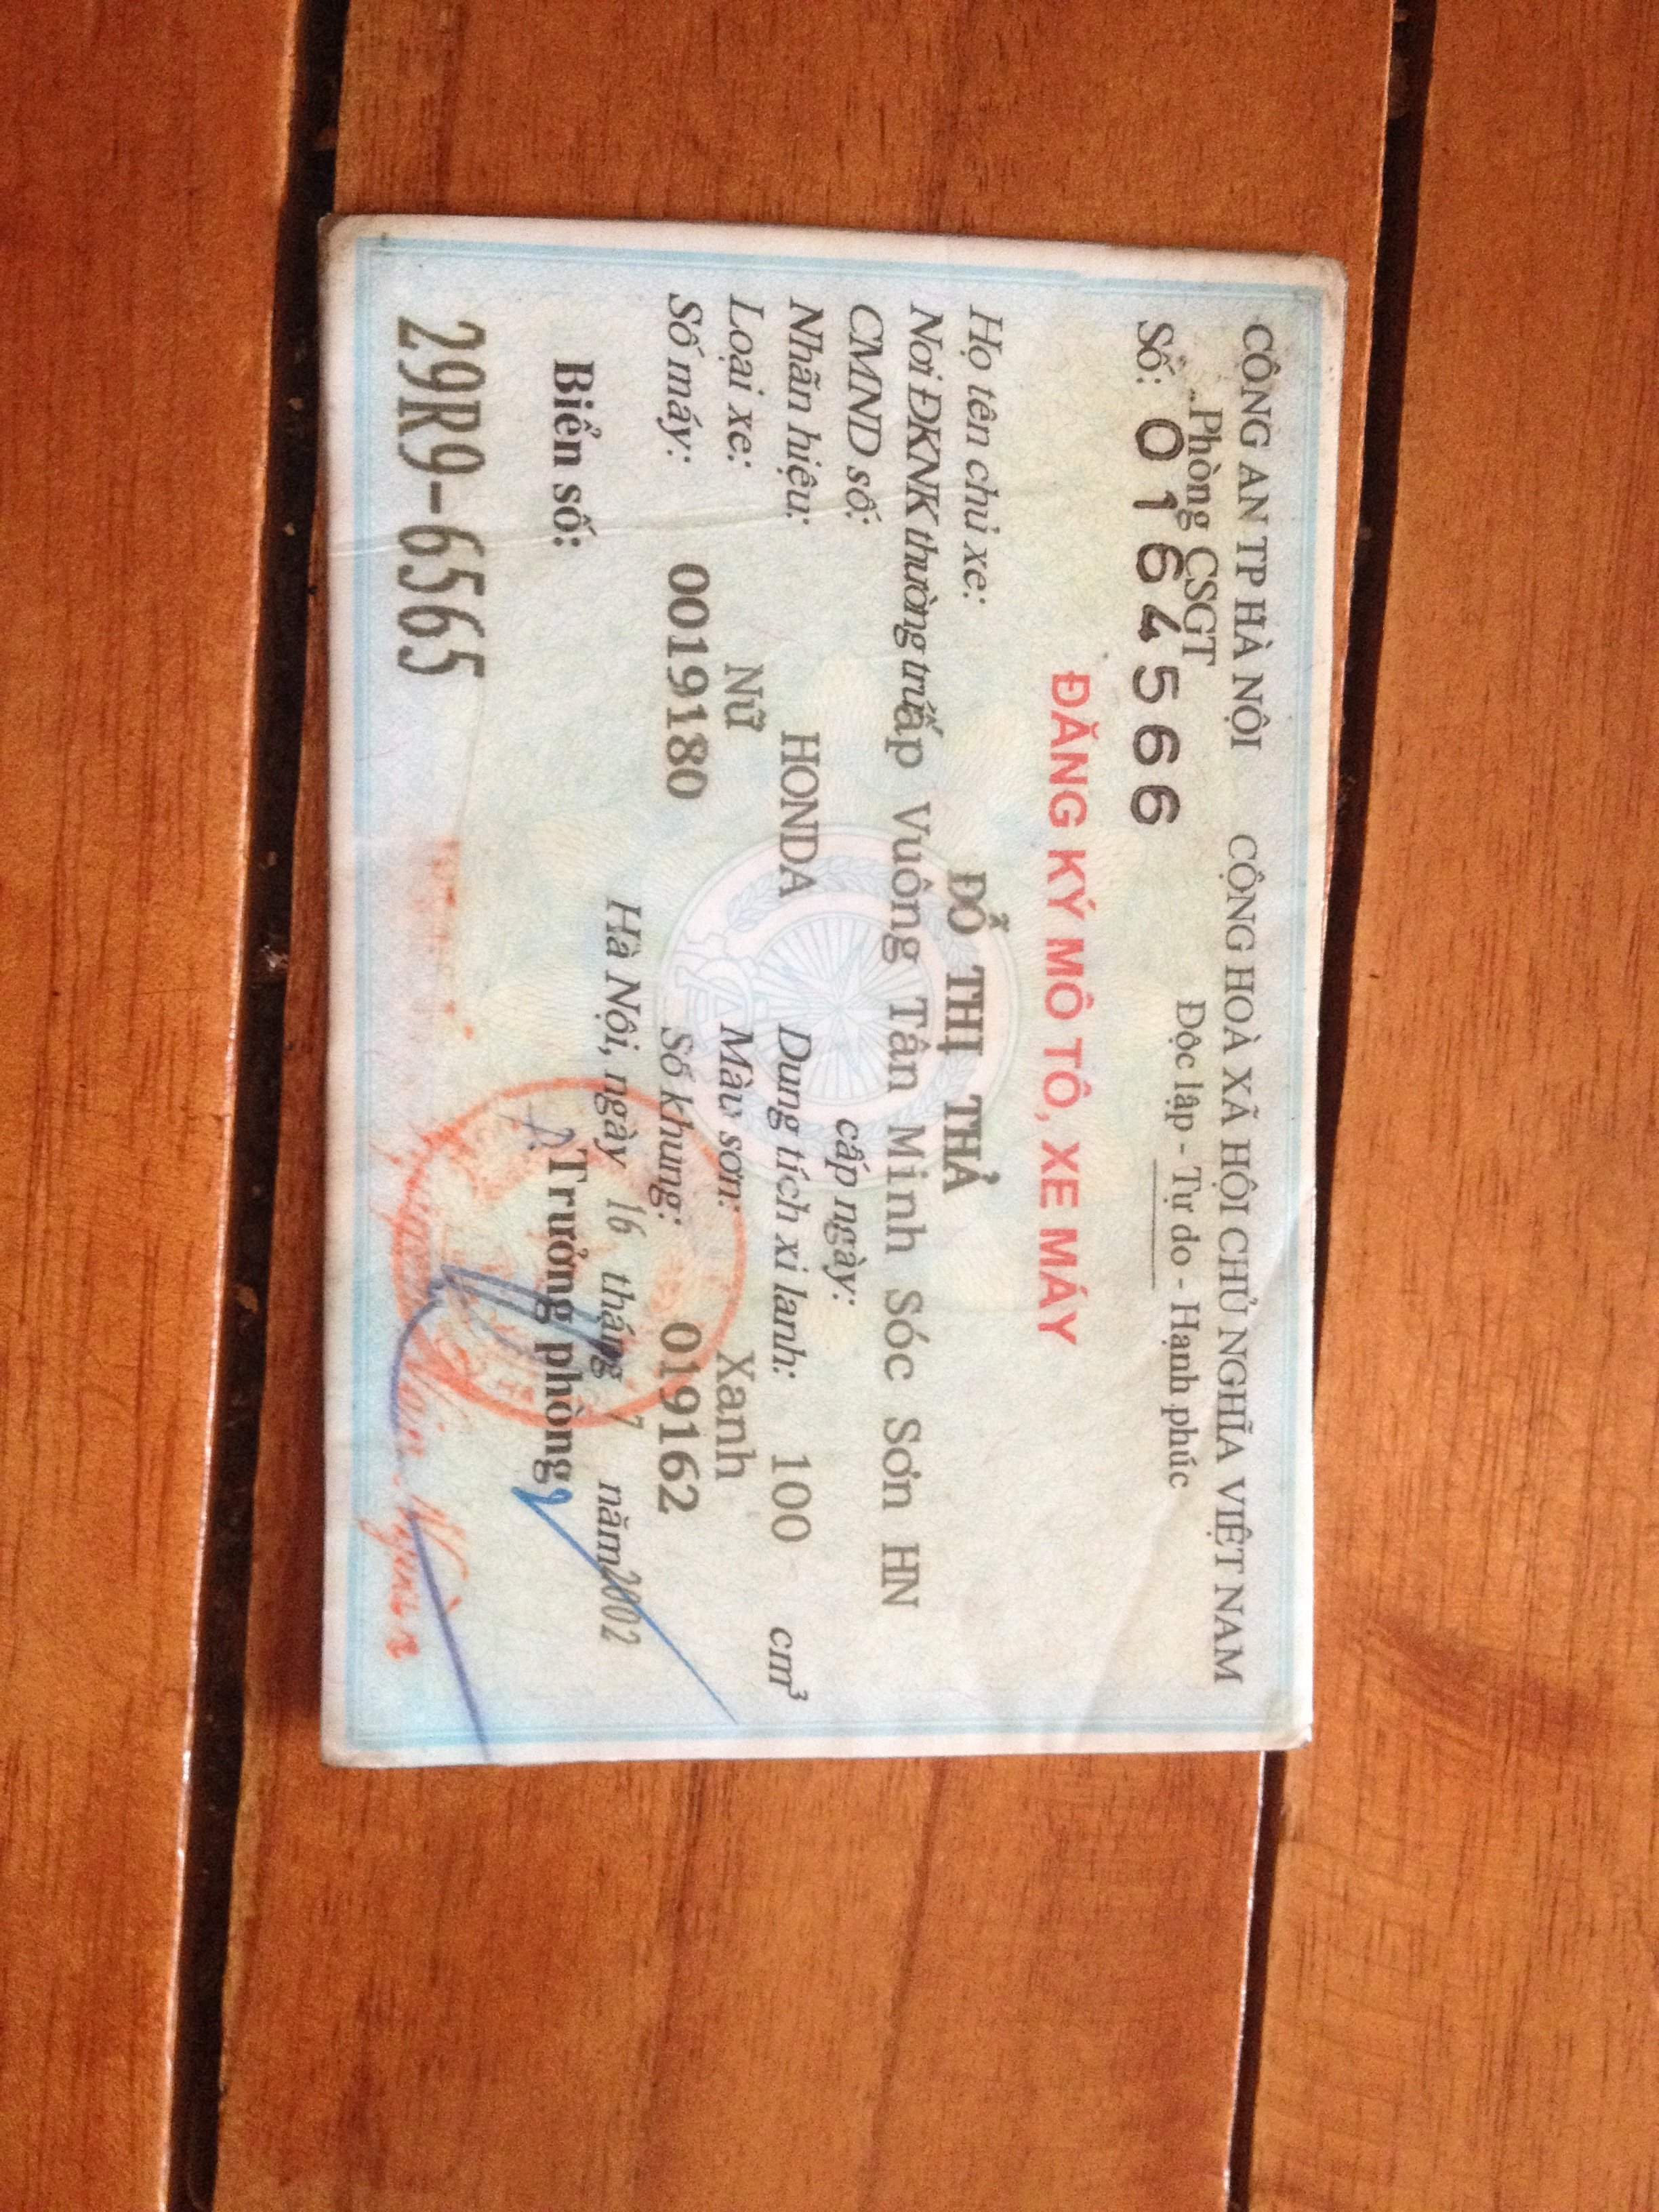 CÔNG AN TP HÀ NỘI
CỘNG HOÀ XÃ HỘI CHỦ NGHĨA VIỆT NAM
Phòng CSGT
Độc lập - Tự do - Hạnh phúc
Số: 0164566
ĐĂNG KÝ MÔ TÔ, XE MÁY
Họ tên chủ xe: ĐỖ THỊ THẢ
Nơi ĐKNK thường trú: ấp Vuông Tân Minh Sóc Sơn HN
CMND số: cấp ngày:
Nhãn hiệu: HONDA Dung tích xi lanh: 100 cm³
Loại xe: Nữ Màu sơn: Xanh
Số máy: 0019180 Số khung: 019162
Hà Nội, ngày 16 tháng 7 năm 2002
Biển số: Trưởng phòng
29R9-6565